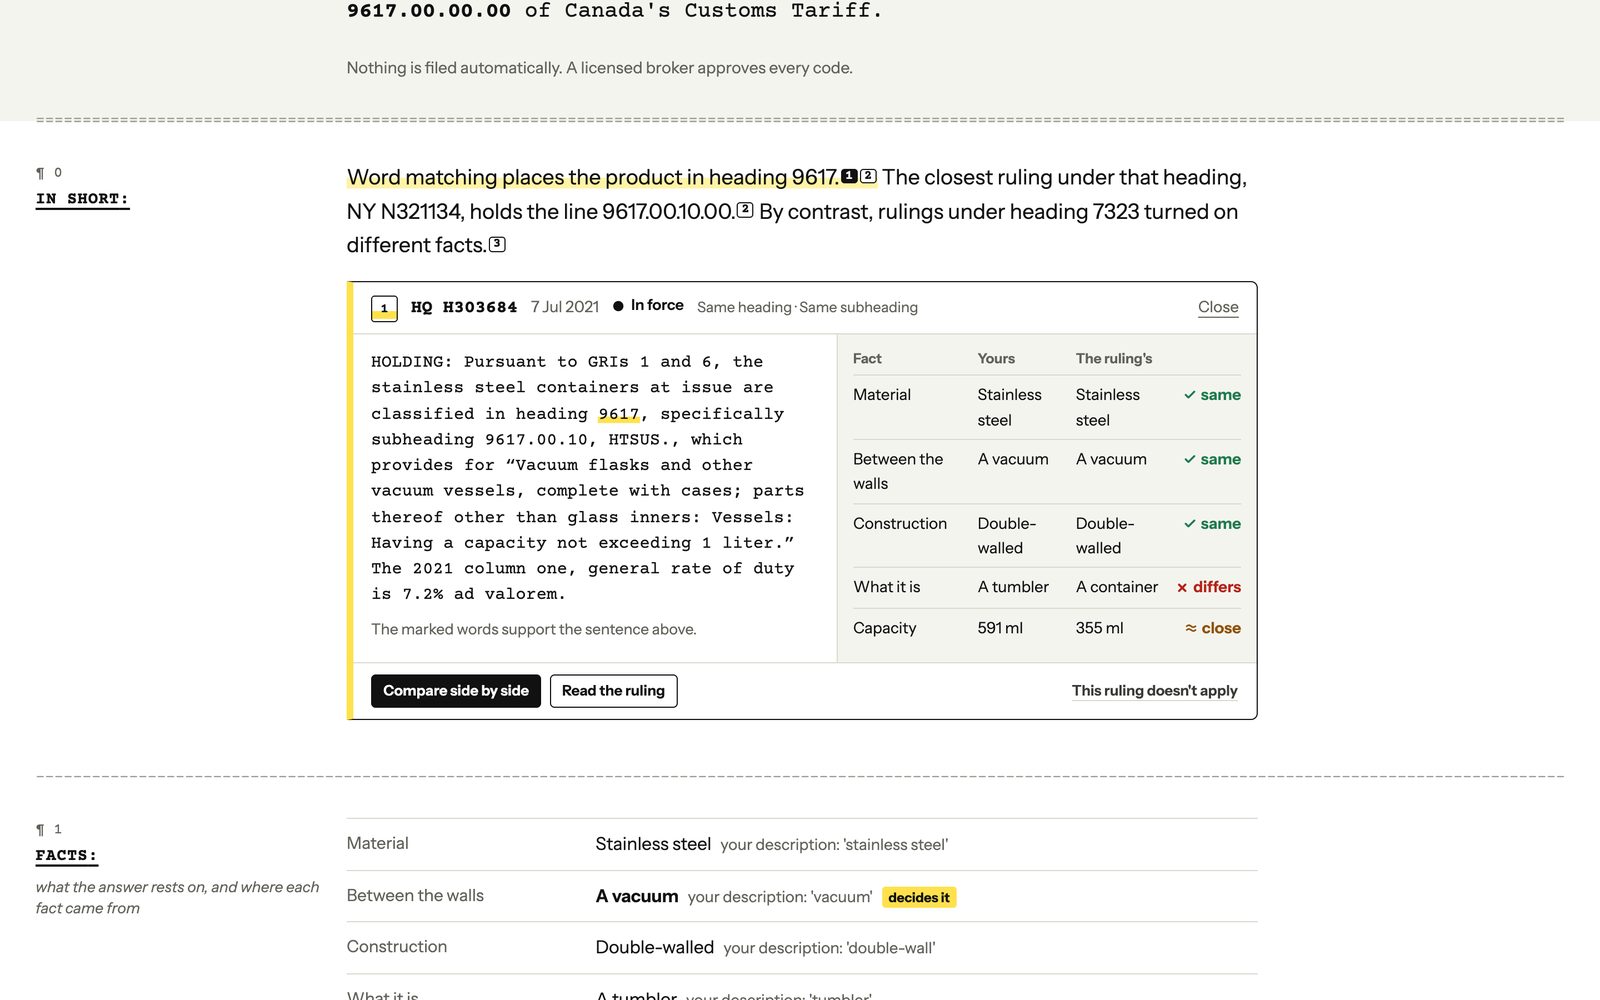 9617.00.00.00 of Canada's Customs Tariff.
Nothing is filed automatically. A licensed broker approves every code.
¶ 0
IN SHORT:
Word matching places the product in heading 9617. 1 2 The closest ruling under that heading,
NY N321134, holds the line 9617.00.10.00. 2 By contrast, rulings under heading 7323 turned on
different facts. 3
1 HQ H303684 7 Jul 2021 ● In force Same heading · Same subheading Close
HOLDING: Pursuant to GRIs 1 and 6, the
stainless steel containers at issue are
classified in heading 9617, specifically
subheading 9617.00.10, HTSUS., which
provides for “Vacuum flasks and other
vacuum vessels, complete with cases; parts
thereof other than glass inners: Vessels:
Having a capacity not exceeding 1 liter.”
The 2021 column one, general rate of duty
is 7.2% ad valorem.
The marked words support the sentence above.
Fact Yours The ruling's
Material Stainless steel Stainless steel ✓ same
Between the walls A vacuum A vacuum ✓ same
Construction Double-walled Double-walled ✓ same
What it is A tumbler A container × differs
Capacity 591 ml 355 ml ≈ close
Compare side by side Read the ruling This ruling doesn't apply
¶ 1
FACTS:
what the answer rests on, and where each
fact came from
Material Stainless steel your description: 'stainless steel'
Between the walls A vacuum your description: 'vacuum' decides it
Construction Double-walled your description: 'double-wall'
What it is A tumbler your description: 'tumbler'